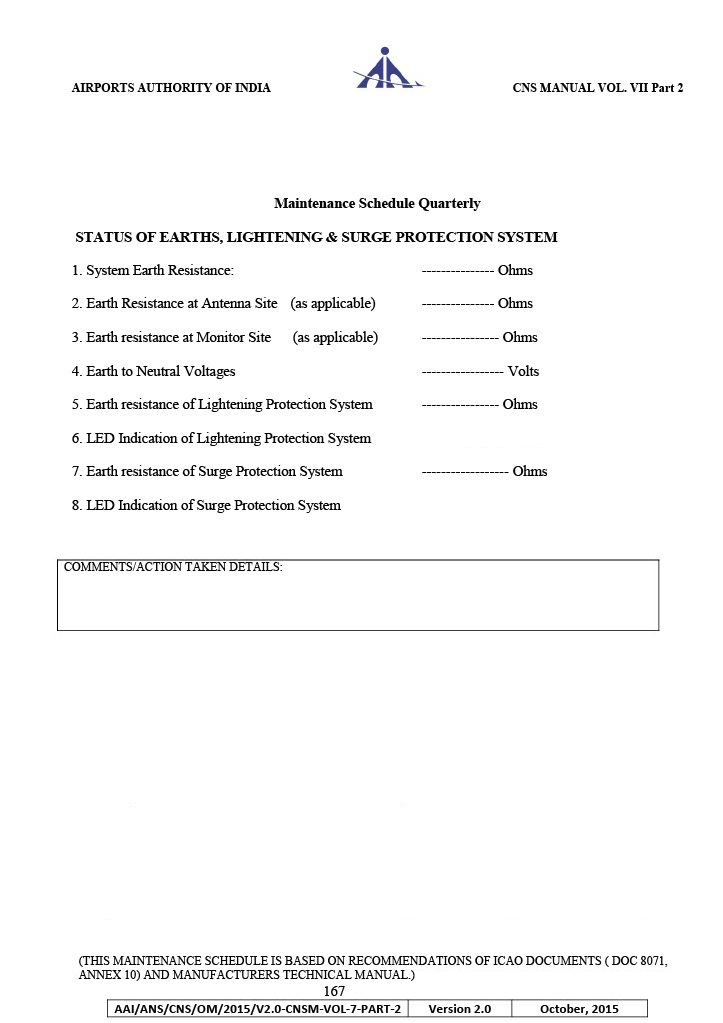 AIRPORTS AUTHORITY OF INDIA CNS MANUAL VOL. VII Part 2
Maintenance Schedule Quarterly
STATUS OF EARTHS, LIGHTENING & SURGE PROTECTION SYSTEM
1. System Earth Resistance: --------------- Ohms
2. Earth Resistance at Antenna Site (as applicable) --------------- Ohms
3. Earth resistance at Monitor Site (as applicable) ---------------- Ohms
4. Earth to Neutral Voltages ----------------- Volts
5. Earth resistance of Lightening Protection System ---------------- Ohms
6. LED Indication of Lightening Protection System
7. Earth resistance of Surge Protection System ------------------ Ohms
8. LED Indication of Surge Protection System
COMMENTS/ACTION TAKEN DETAILS:
(THIS MAINTENANCE SCHEDULE IS BASED ON RECOMMENDATIONS OF ICAO DOCUMENTS ( DOC 8071,
ANNEX 10) AND MANUFACTURERS TECHNICAL MANUAL.)
167
AAI/ANS/CNS/OM/2015/V2.0-CNSM-VOL-7-PART-2 Version 2.0 October, 2015